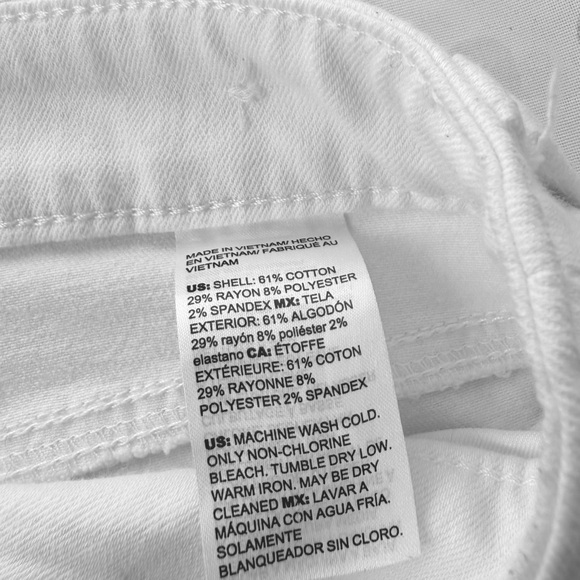 MADE IN VIETNAM/ HECHO
EN VIETNAM/ FABRIQUÉ AU
VIETNAM
US: SHELL: 61% COTTON
29% RAYON 8% POLYESTER
2% SPANDEX MX: TELA
EXTERIOR: 61% ALGODÓN
29% rayón 8% poliéster 2%
elastano CA: ÉTOFFE
EXTÉRIEURE: 61% COTON
29% RAYONNE 8%
POLYESTER 2% SPANDEX
US: MACHINE WASH COLD.
ONLY NON-CHLORINE
BLEACH. TUMBLE DRY LOW.
WARM IRON. MAY BE DRY
CLEANED MX: LAVAR A
MÁQUINA CON AGUA FRÍA.
SOLAMENTE
BLANQUEADOR SIN CLORO.